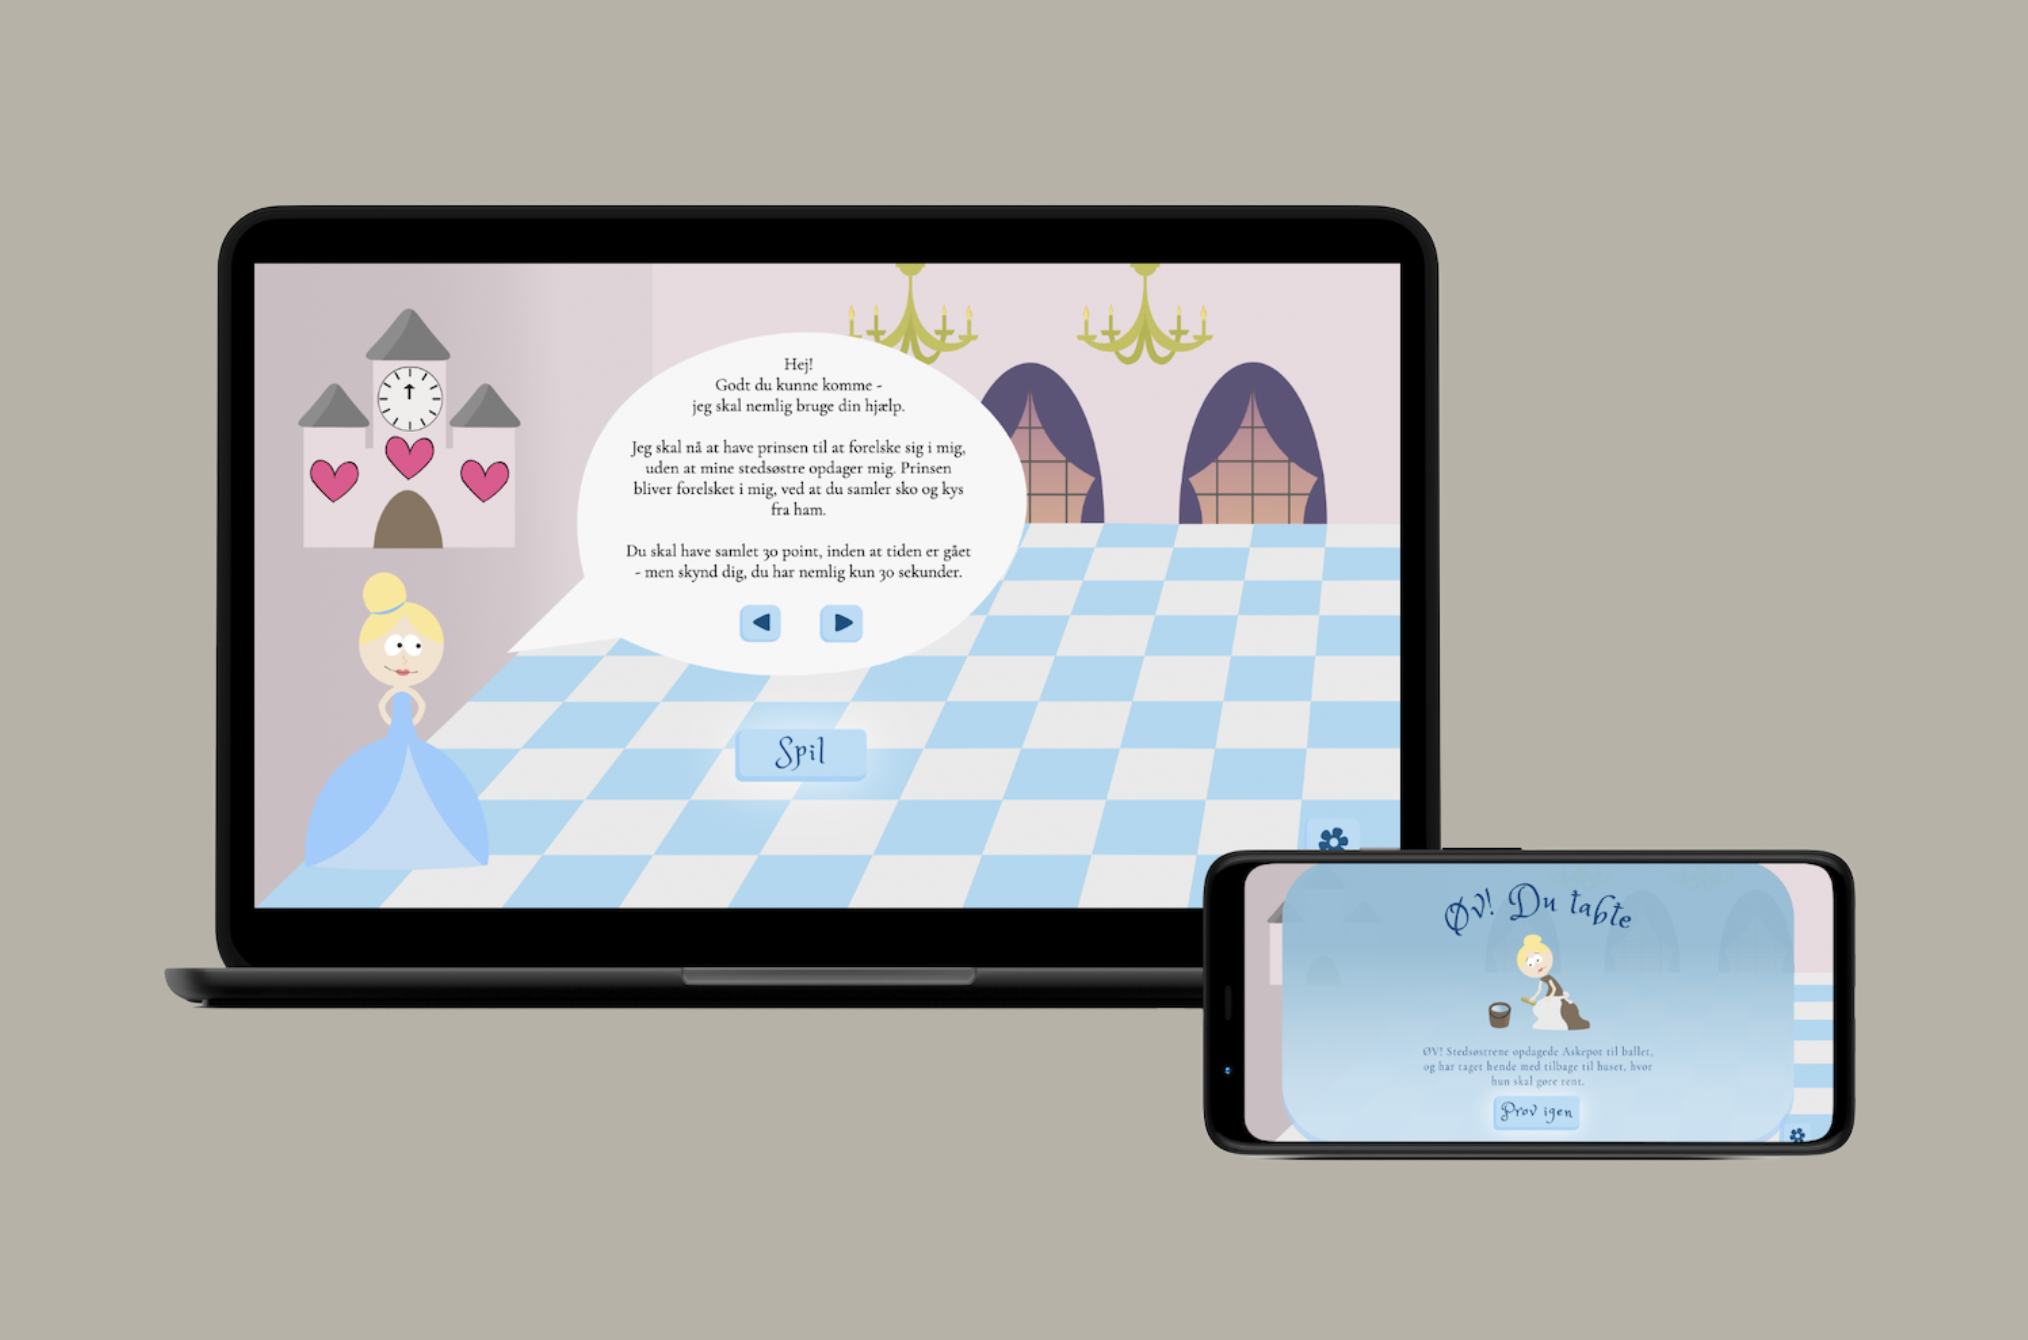 Hej!
Godt du kunne komme -
jeg skal nemlig bruge din hjælp.
Jeg skal nå at have prinsen til at forelske sig i mig,
uden at mine stedsøstre opdager mig. Prinsen
bliver forelsket i mig, ved at du samler sko og kys
fra ham.
Du skal have samlet 30 point, inden at tiden er gået
- men skynd dig, du har nemlig kun 30 sekunder.
Spil
Øv! Du tabte
ØV! Stedsøstrene opdagede Askepot til ballet,
og har taget hende med tilbage til huset, hvor
hun skal gøre rent.
Prøv igen